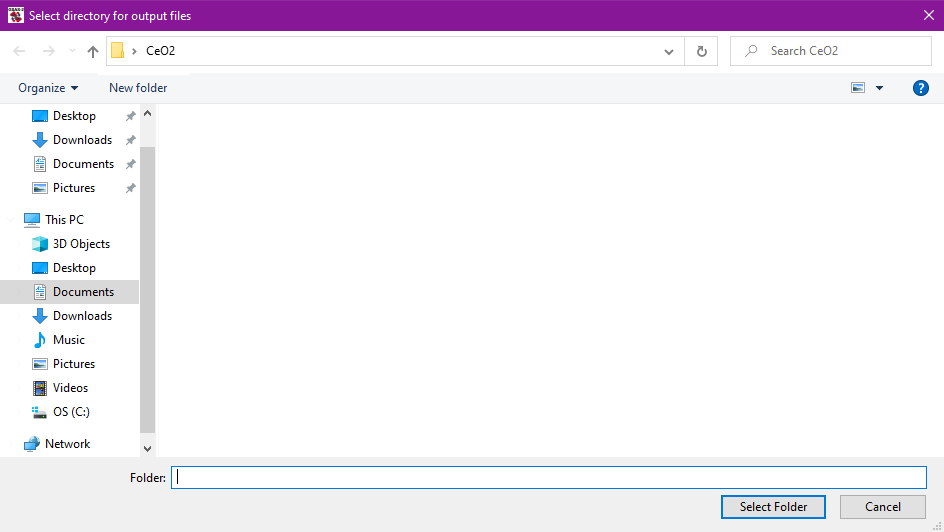 Select directory for output files
CeO2
Search CeO2
Organize
New folder
?
Desktop
Downloads
Documents
Pictures
This PC
3D Objects
Desktop
Documents
Downloads
Music
Pictures
Videos
OS (C:)
Network
Folder:
Select Folder
Cancel